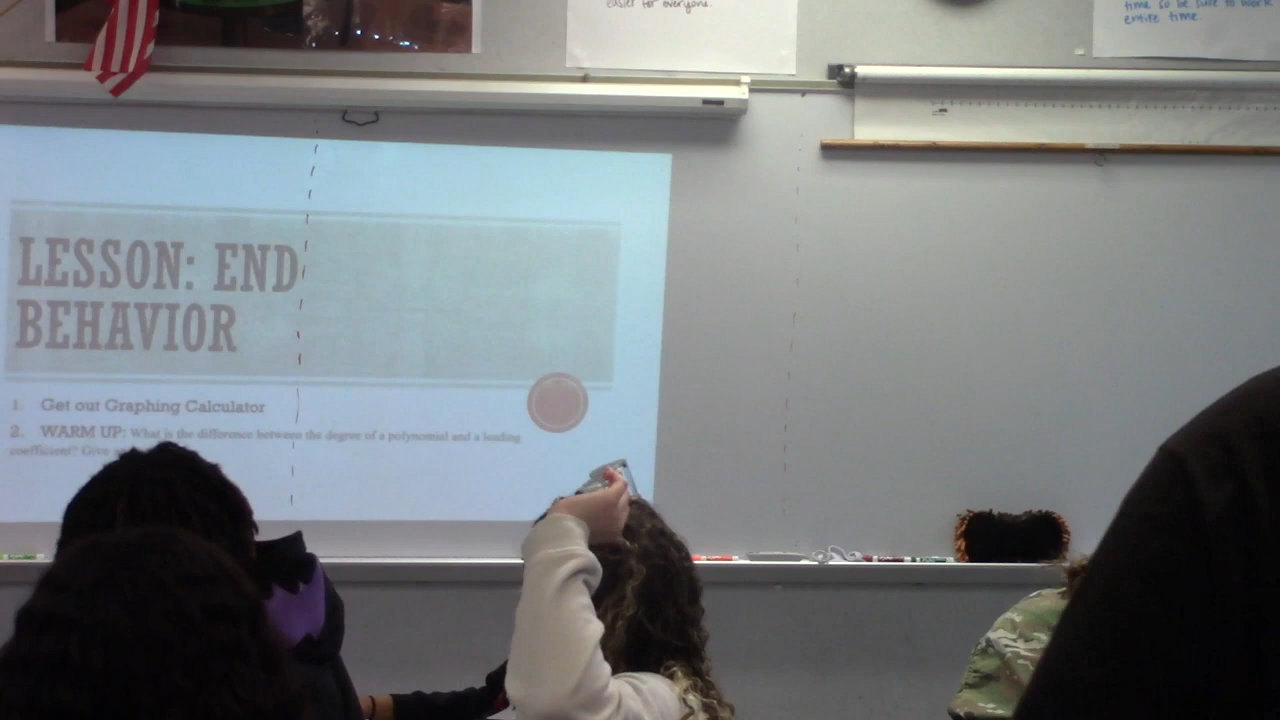 easier for everyone.
time so be sure to work
entire time.
LESSON: END
BEHAVIOR
1. Get out Graphing Calculator
2. WARM UP: What is the difference between the degree of a polynomial and a leading
coefficient? Give